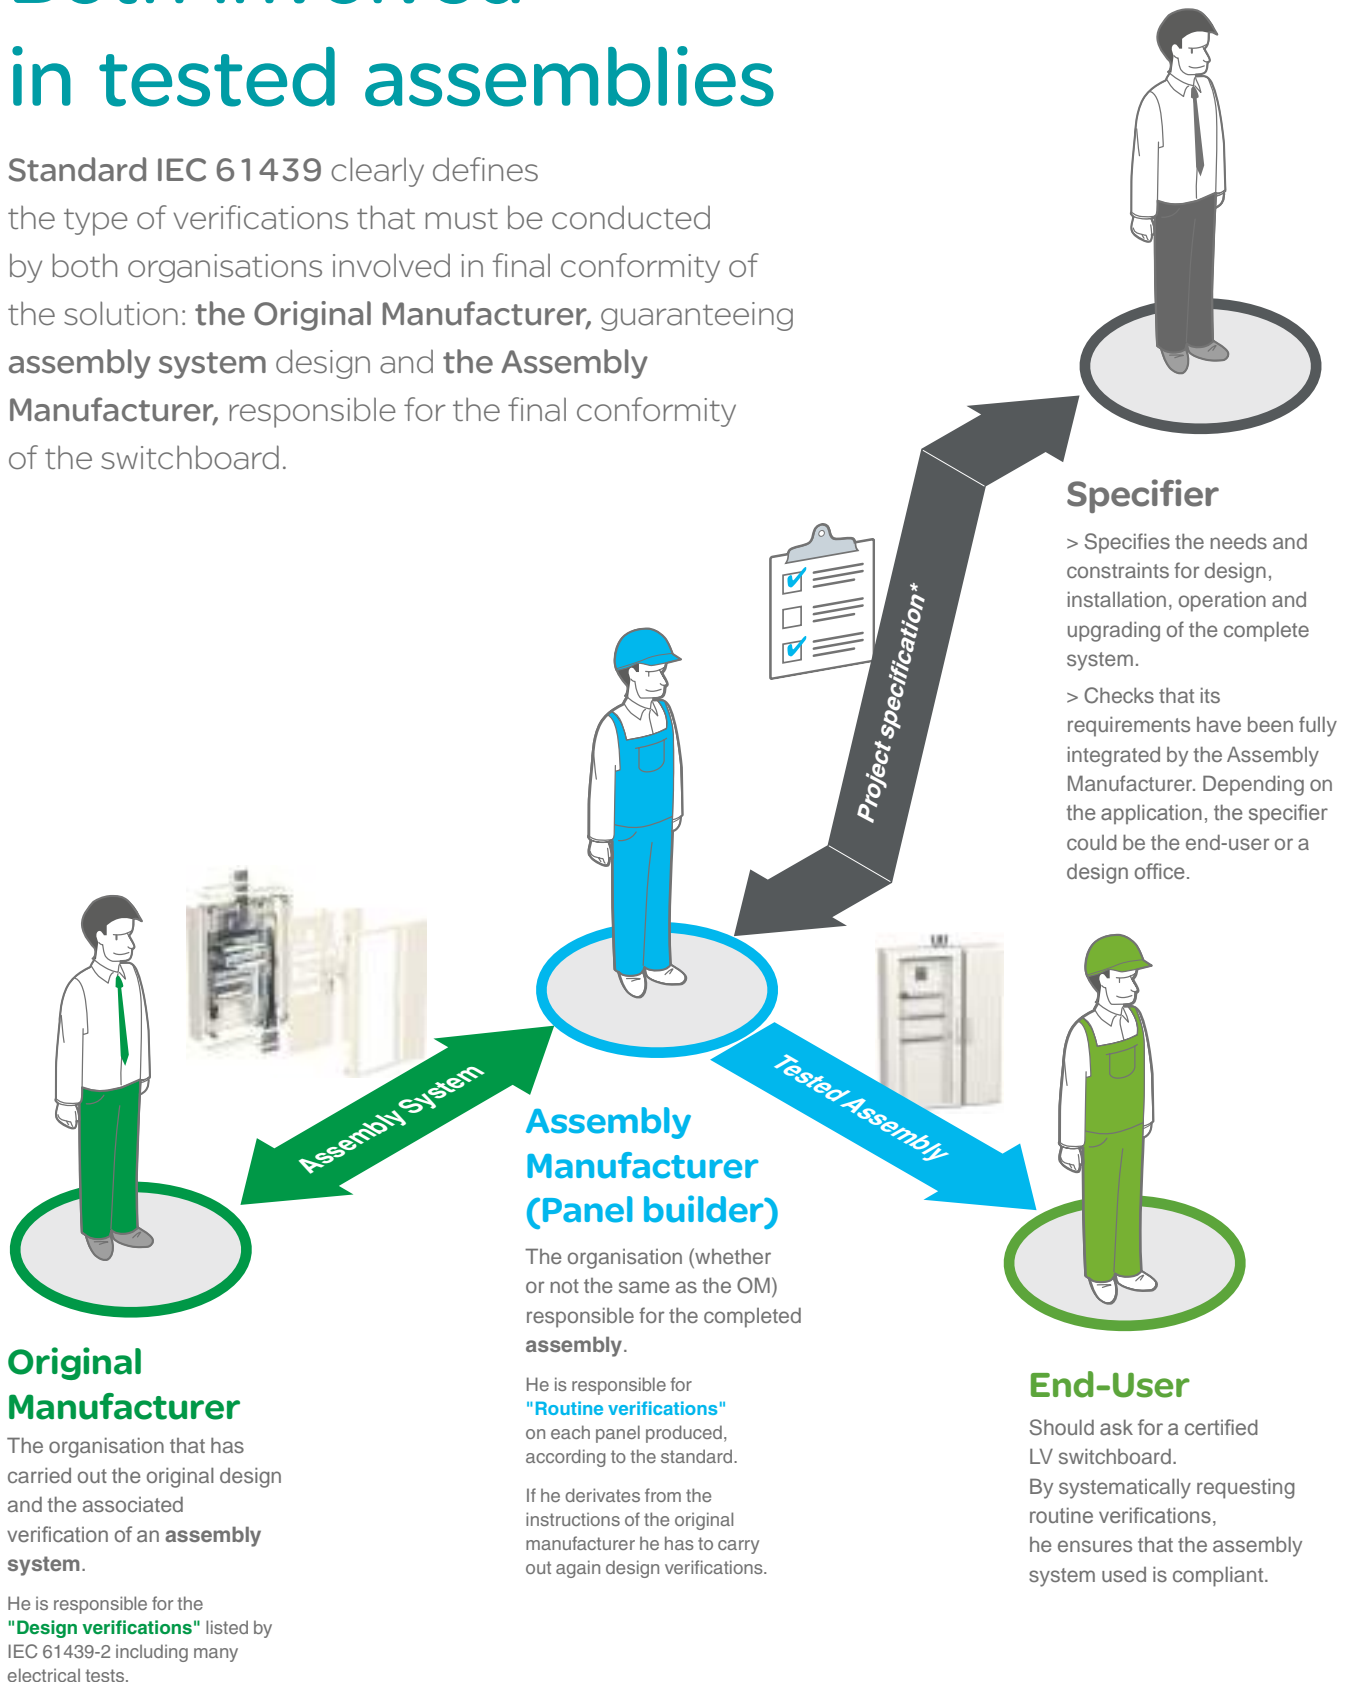 in tested assemblies
Standard IEC 61439 clearly defines
the type of verifications that must be conducted
by both organisations involved in final conformity of
the solution: the Original Manufacturer, guaranteeing
assembly system design and the Assembly
Manufacturer, responsible for the final conformity
of the switchboard.
Project specification*
Specifier
> Specifies the needs and
constraints for design,
installation, operation and
upgrading of the complete
system.
> Checks that its
requirements have been fully
integrated by the Assembly
Manufacturer. Depending on
the application, the specifier
could be the end-user or a
design office.
Assembly System
Tested Assembly
Assembly
Manufacturer
(Panel builder)
The organisation (whether
or not the same as the OM)
responsible for the completed
assembly.
He is responsible for
"Routine verifications"
on each panel produced,
according to the standard.
If he derivates from the
instructions of the original
manufacturer he has to carry
out again design verifications.
Original
Manufacturer
The organisation that has
carried out the original design
and the associated
verification of an assembly
system.
He is responsible for the
"Design verifications" listed by
IEC 61439-2 including many
electrical tests.
End-User
Should ask for a certified
LV switchboard.
By systematically requesting
routine verifications,
he ensures that the assembly
system used is compliant.